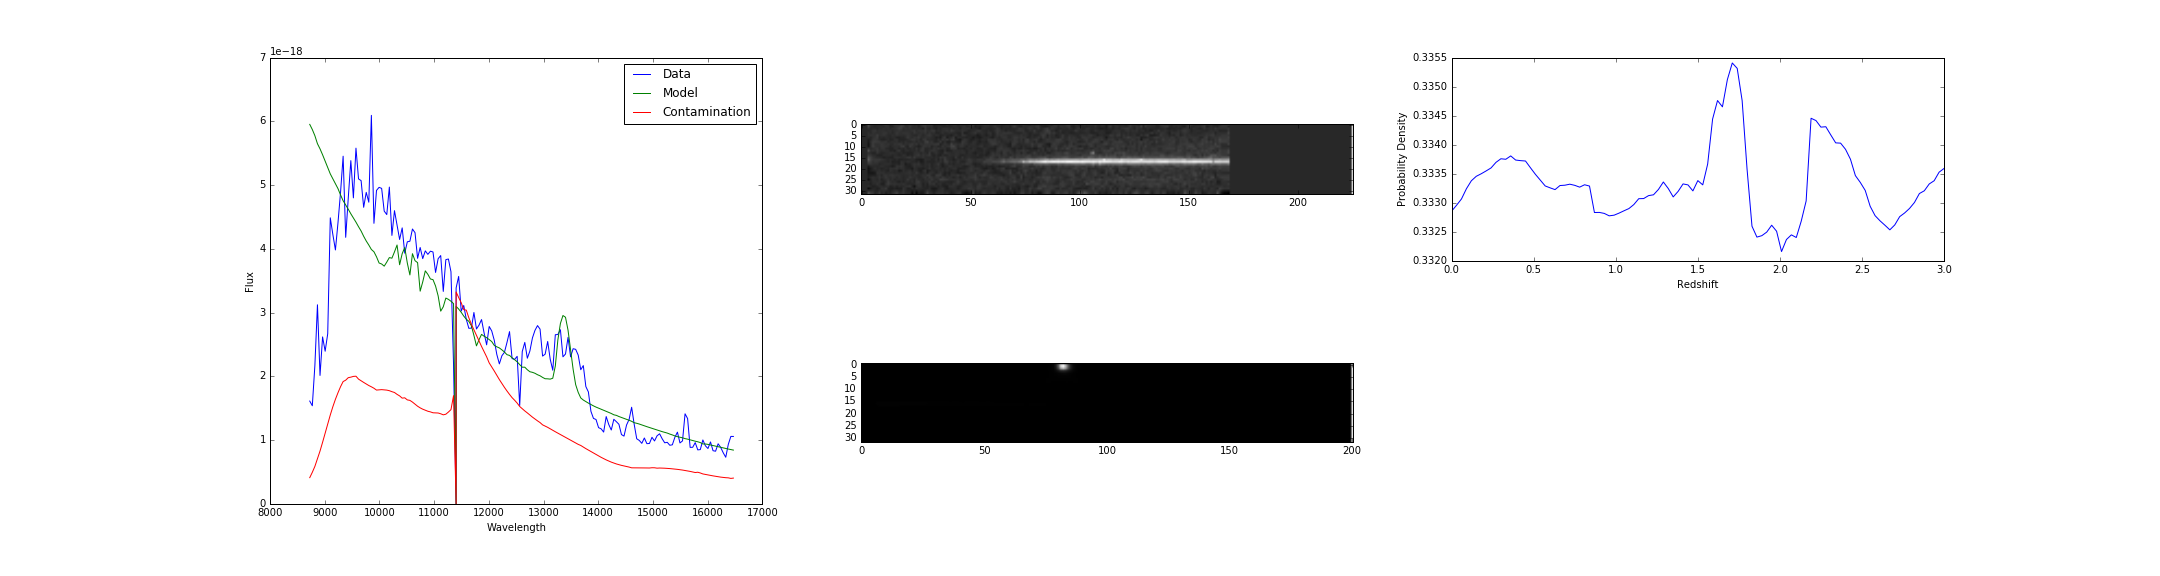 1e−18
7
6
5
4
3
2
1
0
8000 9000 10000 11000 12000 13000 14000 15000 16000 17000
Wavelength
Flux
Data
Model
Contamination
0
5
10
15
20
25
30
0 50 100 150 200
0
5
10
15
20
25
30
0 50 100 150 200
0.3355
0.3350
0.3345
0.3340
0.3335
0.3330
0.3325
0.3320
0.0 0.5 1.0 1.5 2.0 2.5 3.0
Redshift
Probability Density